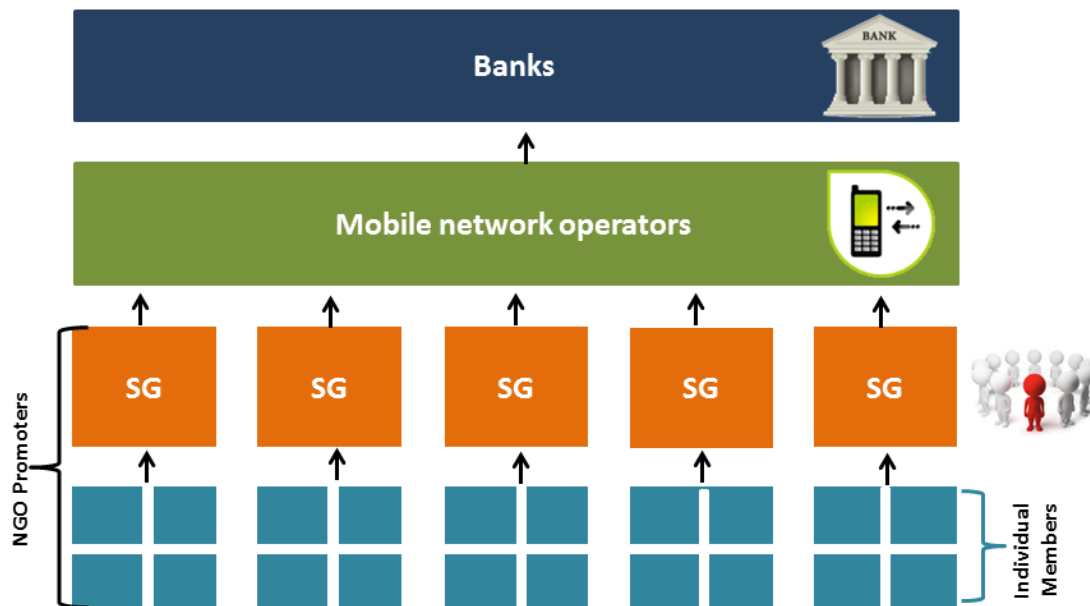 BANK
Banks
Mobile network operators
SG SG SG SG SG
NGO Promoters
Individual
Members